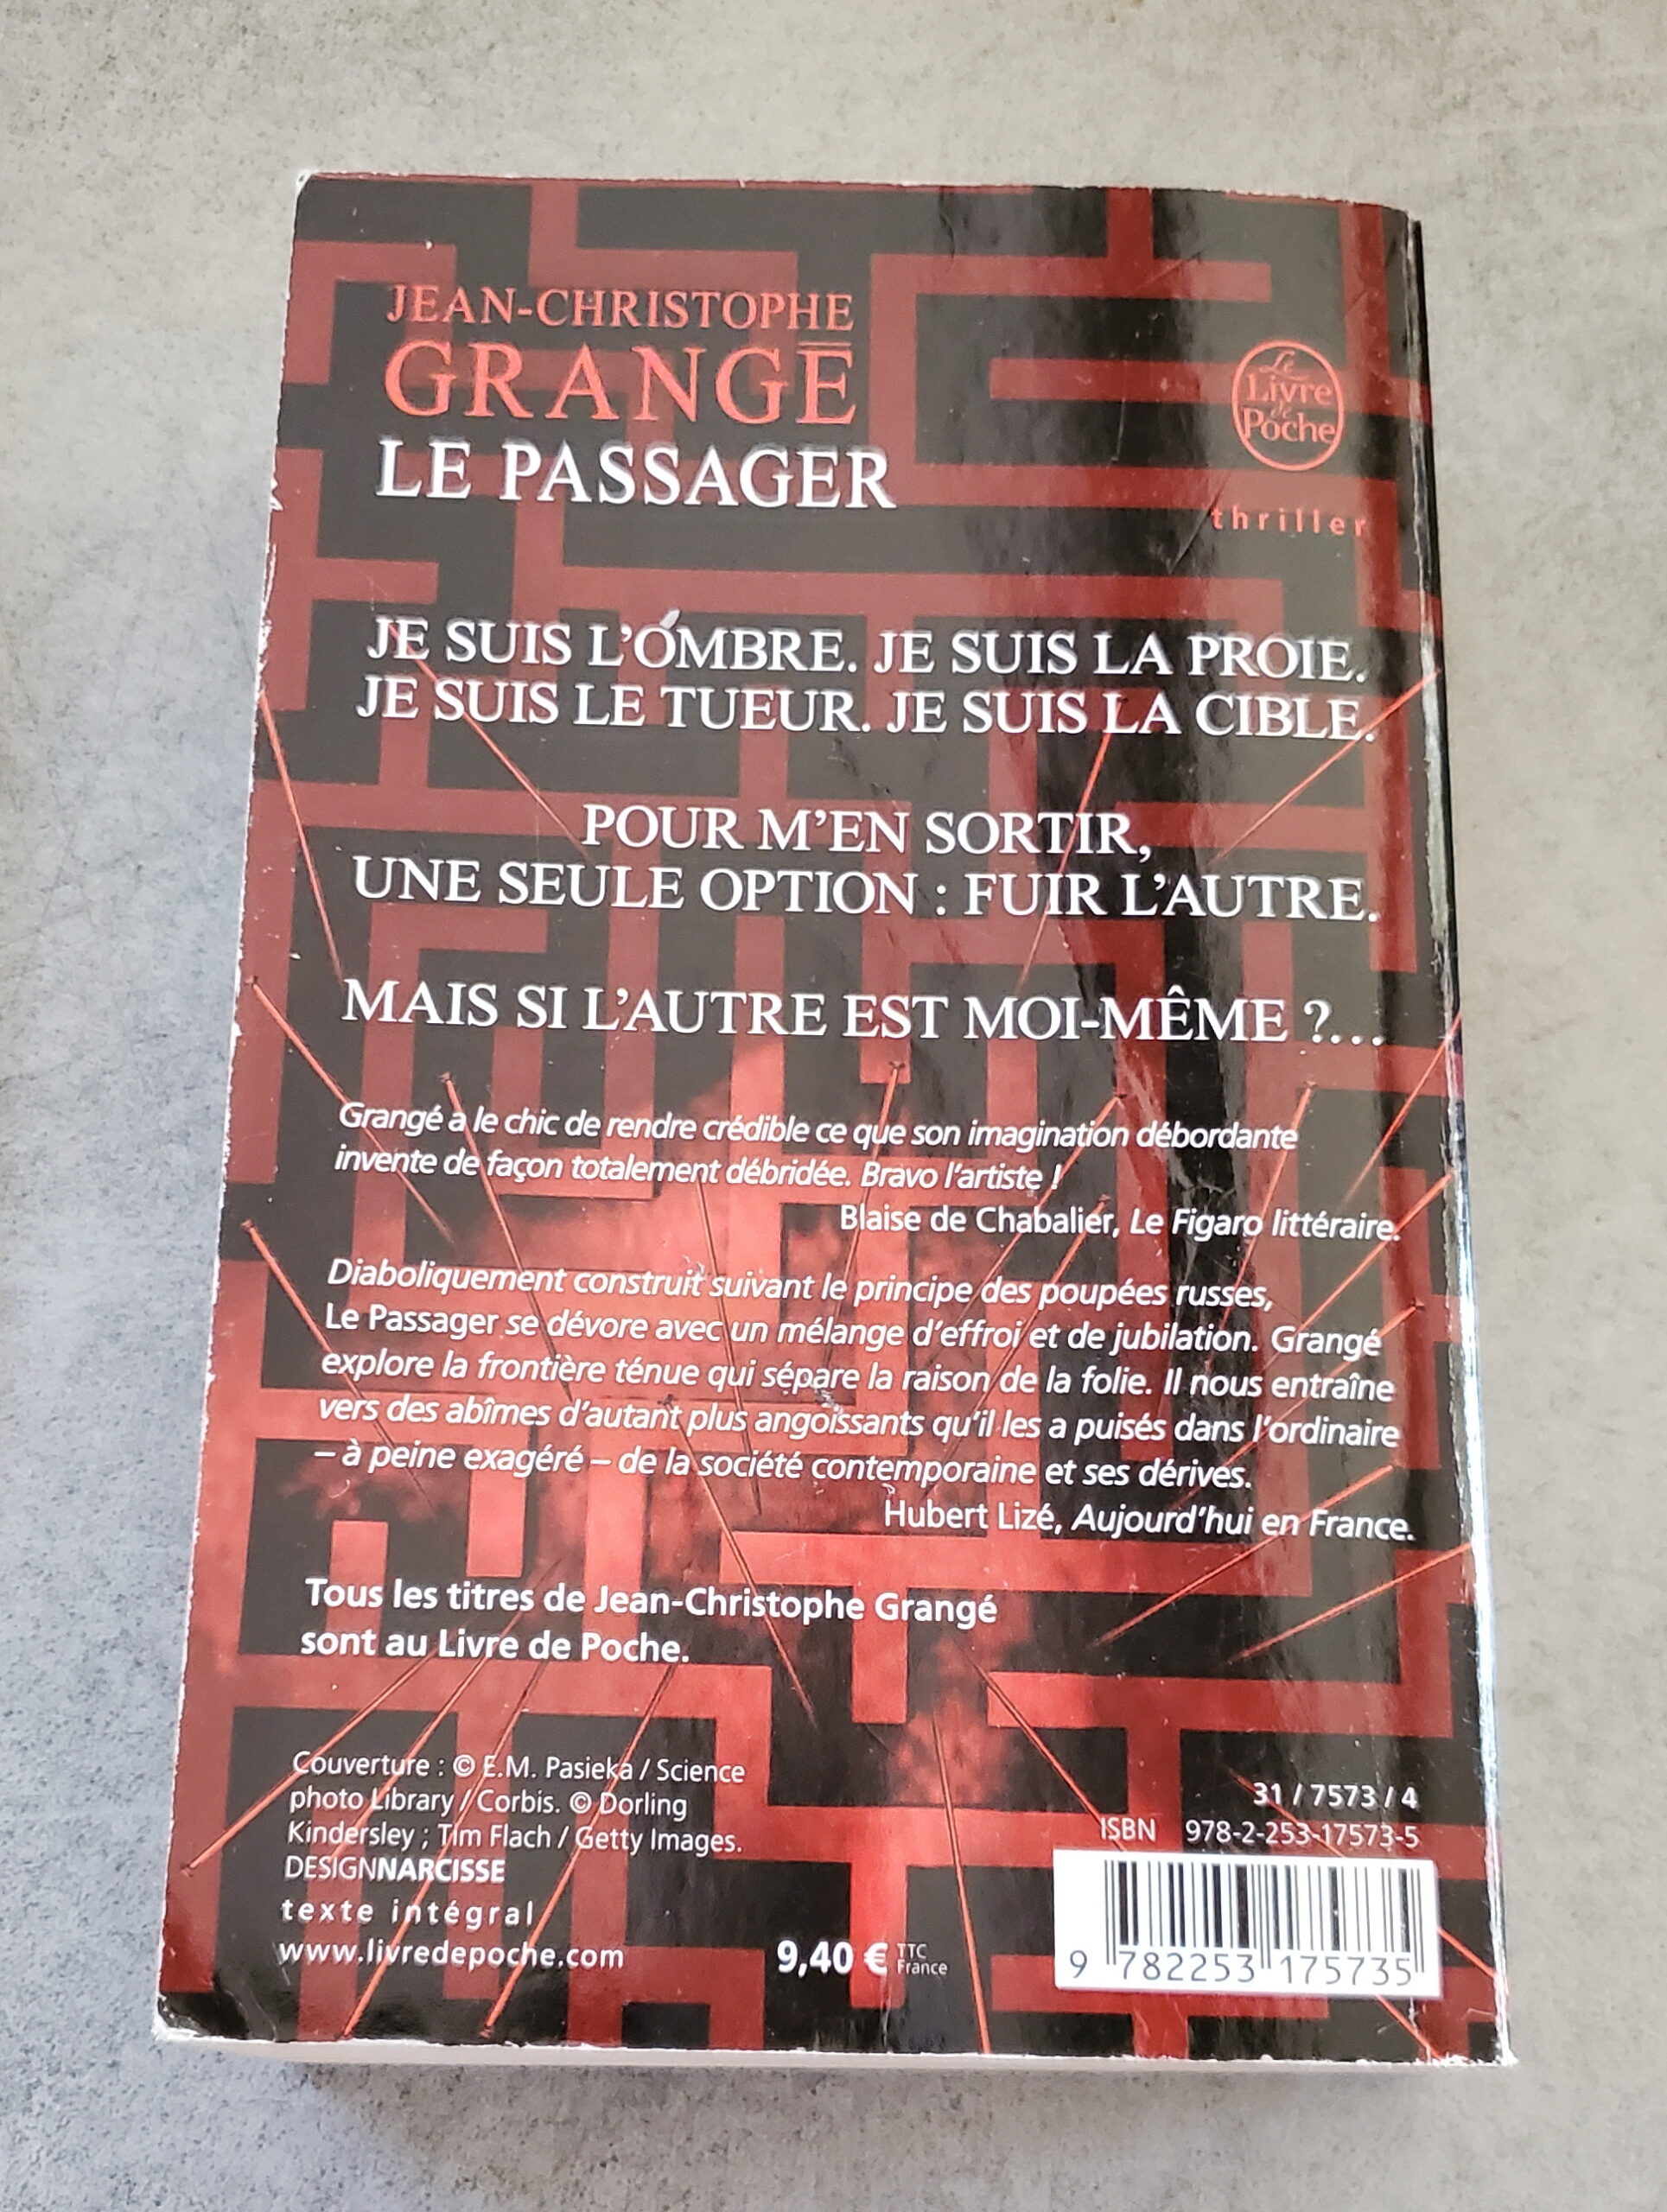 JEAN-CHRISTOPHE
GRANGÉ
LE PASSAGER
Le
Livre
de
Poche
thriller
JE SUIS L’OMBRE. JE SUIS LA PROIE.
JE SUIS LE TUEUR. JE SUIS LA CIBLE.
POUR M’EN SORTIR,
UNE SEULE OPTION : FUIR L’AUTRE.
MAIS SI L’AUTRE EST MOI-MÊME ?...
Grangé a le chic de rendre crédible ce que son imagination débordante
invente de façon totalement débridée. Bravo l’artiste !
Blaise de Chabalier, Le Figaro littéraire.
Diaboliquement construit suivant le principe des poupées russes,
Le Passager se dévore avec un mélange d’effroi et de jubilation. Grangé
explore la frontière ténue qui sépare la raison de la folie. Il nous entraîne
vers des abîmes d’autant plus angoissants qu’il les a puisés dans l’ordinaire
– à peine exagéré – de la société contemporaine et ses dérives.
Hubert Lizé, Aujourd’hui en France.
Tous les titres de Jean-Christophe Grangé
sont au Livre de Poche.
Couverture : © E.M. Pasieka / Science
photo Library / Corbis. © Dorling
Kindersley ; Tim Flach / Getty Images.
DESIGNNARCISSE
texte intégral
www.livredepoche.com
9,40 € TTC
France
31 / 7573 / 4
ISBN 978-2-253-17573-5
9 782253 175735